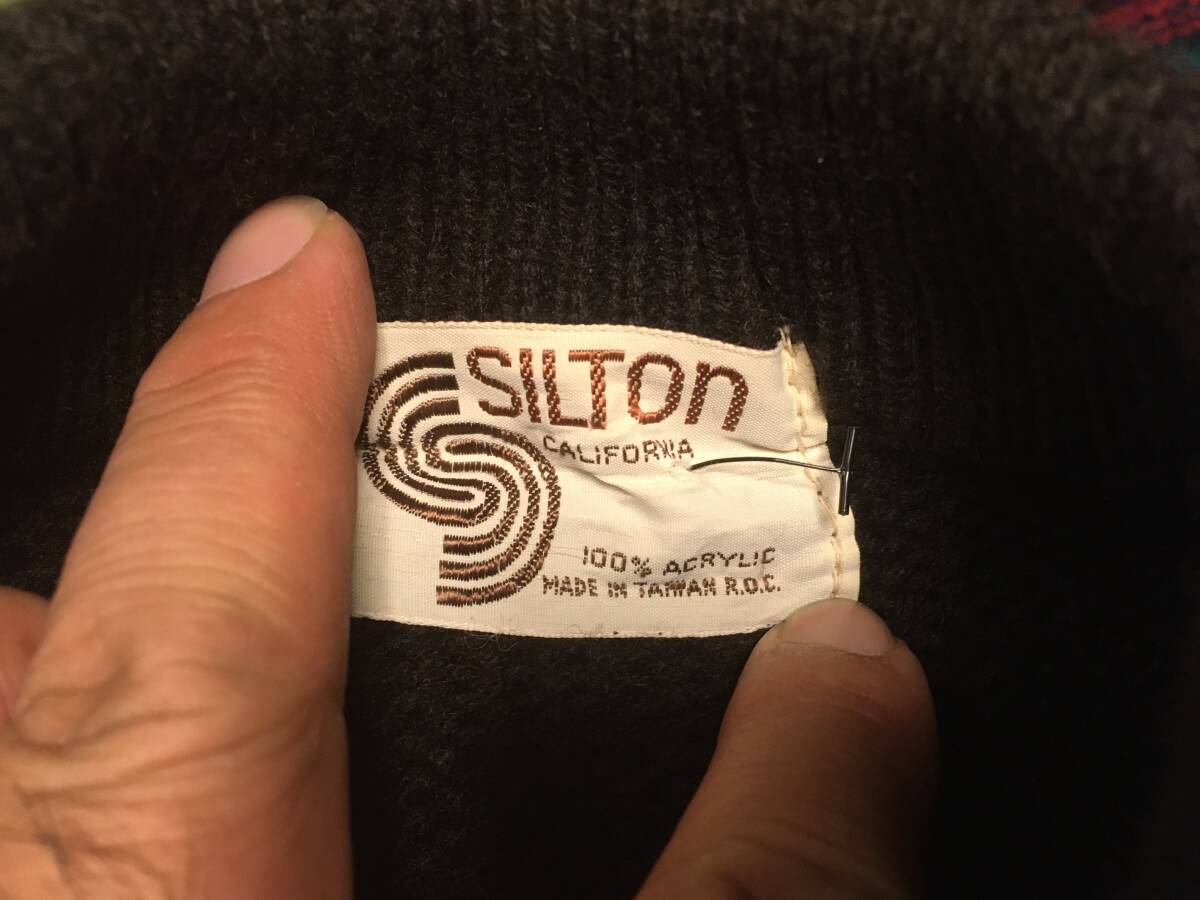 SILTon
CALIFORNIA
100% ACRYLIC
MADE IN TAIWAN R.O.C.